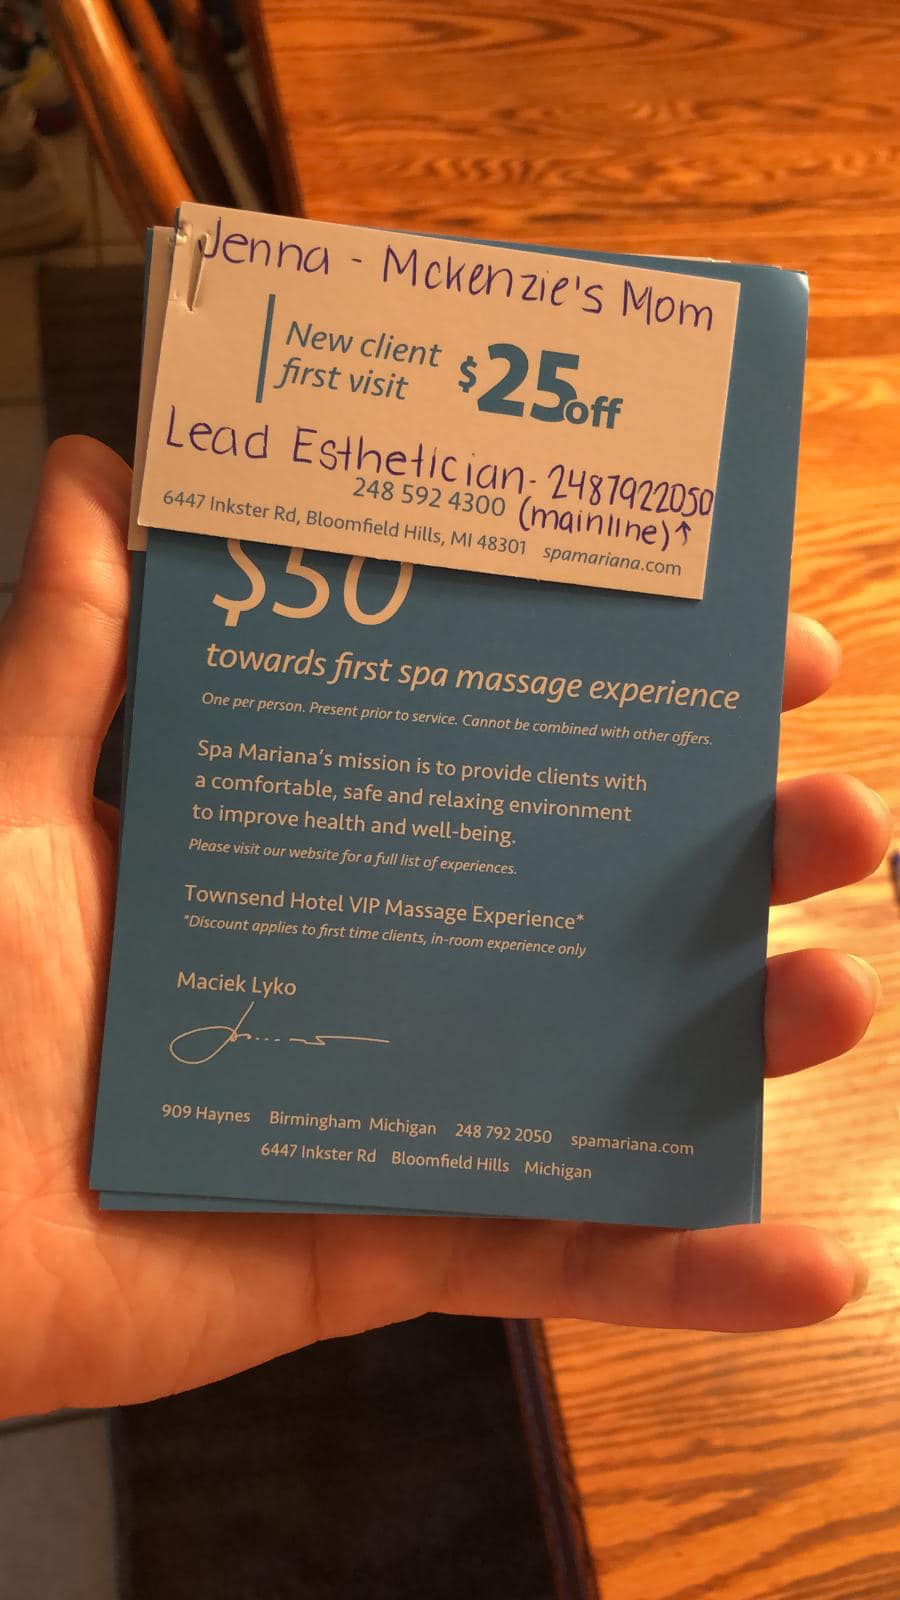 Jenna - Mckenzie's Mom
New client
first visit
$25off
Lead Esthetician- 2487922050
248 592 4300 (mainline)↑
6447 Inkster Rd, Bloomfield Hills, MI 48301 spamariana.com
$50
towards first spa massage experience
One per person. Present prior to service. Cannot be combined with other offers.
Spa Mariana's mission is to provide clients with
a comfortable, safe and relaxing environment
to improve health and well-being.
Please visit our website for a full list of experiences.
Townsend Hotel VIP Massage Experience*
*Discount applies to first time clients, in-room experience only
Maciek Lyko
909 Haynes Birmingham Michigan 248 792 2050 spamariana.com
6447 Inkster Rd Bloomfield Hills Michigan